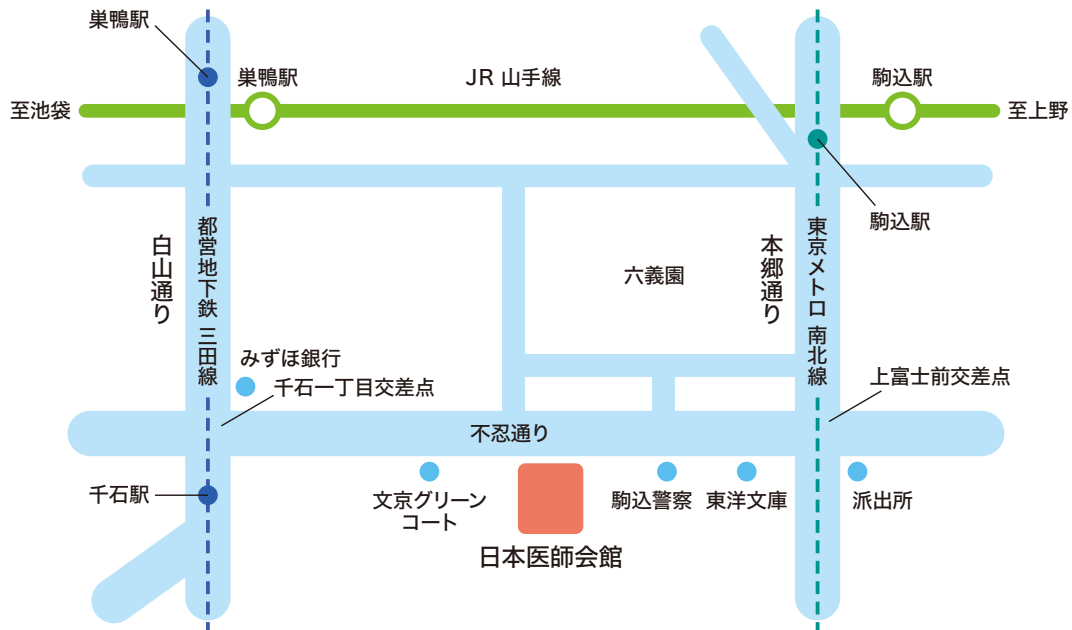 巣鴨駅
巣鴨駅
JR 山手線
駒込駅
至池袋
至上野
駒込駅
白山通り
都営地下鉄 三田線
六義園
本郷通り
東京メトロ 南北線
みずほ銀行
千石一丁目交差点
上富士前交差点
不忍通り
千石駅
文京グリーン
コート
駒込警察
東洋文庫
派出所
日本医師会館